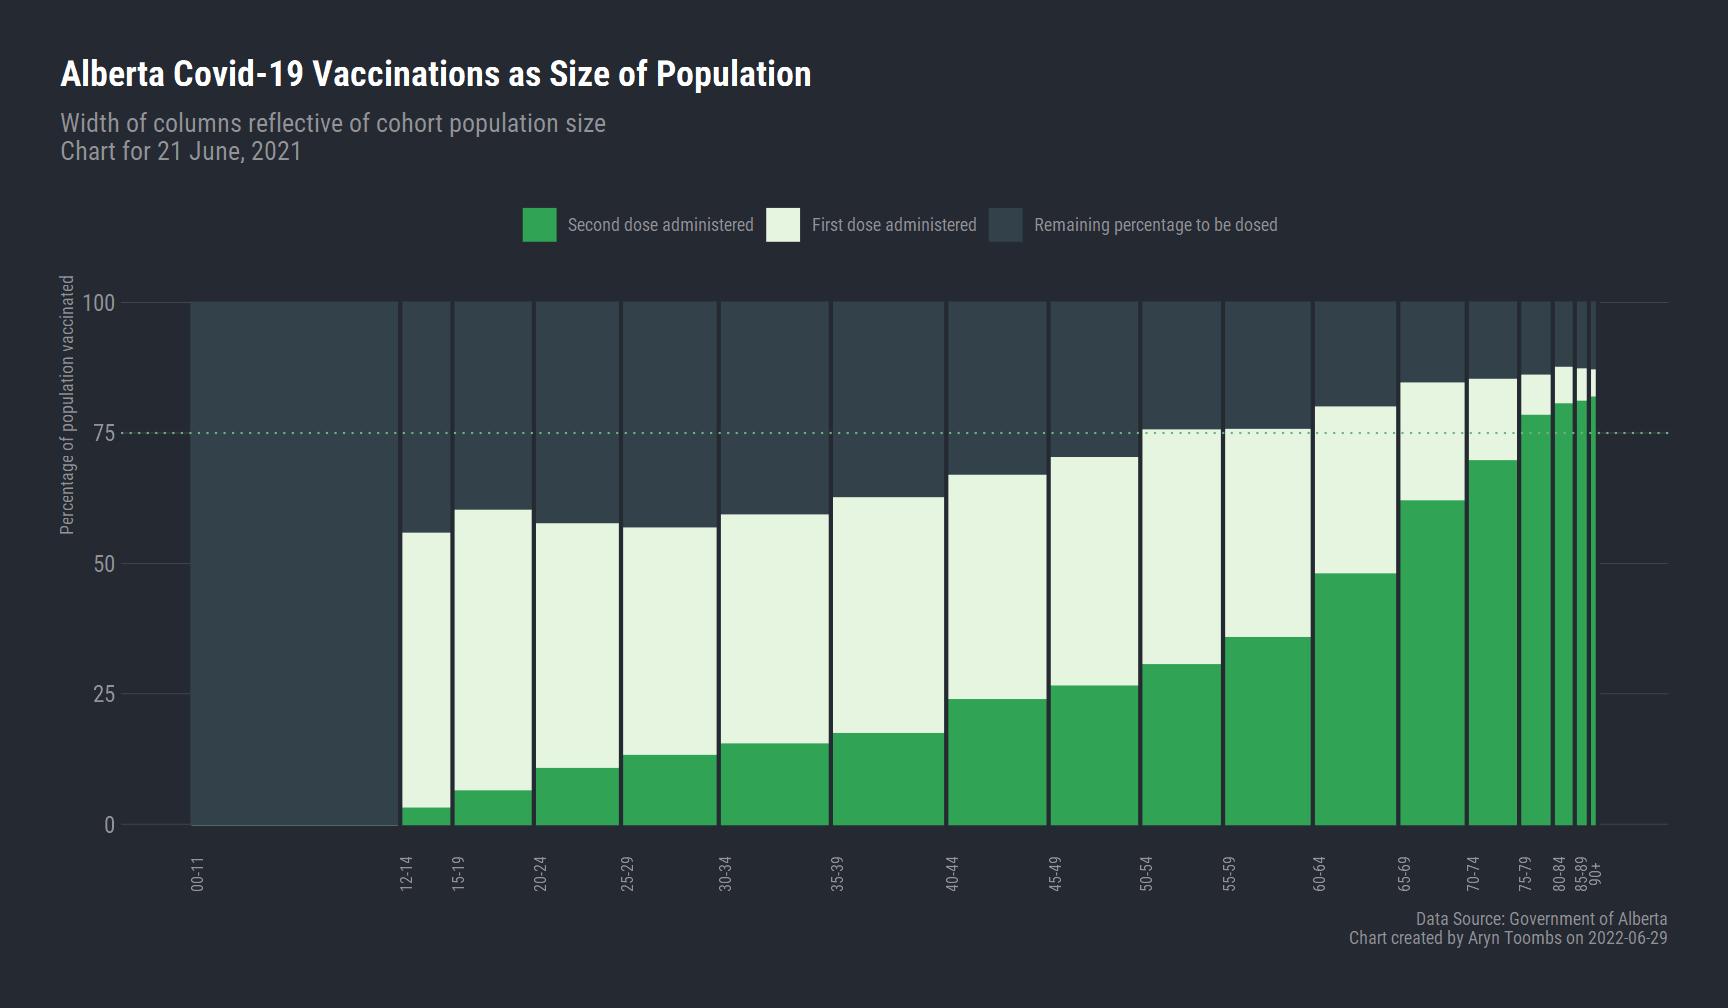 Alberta Covid-19 Vaccinations as Size of Population
Width of columns reflective of cohort population size
Chart for 21 June, 2021
Second dose administered
First dose administered
Remaining percentage to be dosed
Percentage of population vaccinated
100
75
50
25
0
00-11
12-14
15-19
20-24
25-29
30-34
35-39
40-44
45-49
50-54
55-59
60-64
65-69
70-74
75-79
80-84
85-89
90+
Data Source: Government of Alberta
Chart created by Aryn Toombs on 2022-06-29